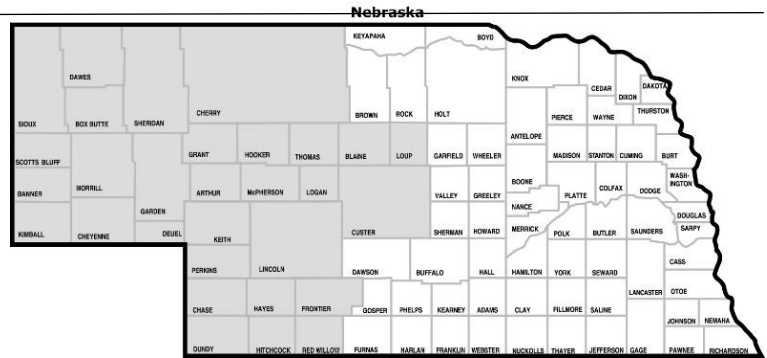 Nebraska
KEYAPAHA
BOYD
DAWES
KNOX
CEDAR
DAKOTA
DIXON
SIOUX
BOX BUTTE
SHERIDAN
CHERRY
BROWN
ROCK
HOLT
ANTELOPE
PIERCE
WAYNE
THURSTON
SCOTTS BLUFF
GRANT
HOOKER
THOMAS
BLAINE
LOUP
GARFIELD
WHEELER
MADISON
STANTON
CUMING
BURT
BANNER
MORRILL
GARDEN
ARTHUR
McPHERSON
LOGAN
VALLEY
GREELEY
BOONE
NANCE
PLATTE
COLFAX
DODGE
WASH-
INGTON
KIMBALL
CHEYENNE
DEUEL
KEITH
CUSTER
SHERMAN
HOWARD
MERRICK
POLK
BUTLER
SAUNDERS
DOUGLAS
SARPY
PERKINS
LINCOLN
DAWSON
BUFFALO
HALL
HAMILTON
YORK
SEWARD
CASS
LANCASTER
OTOE
CHASE
HAYES
FRONTIER
GOSPER
PHELPS
KEARNEY
ADAMS
CLAY
FILLMORE
SALINE
JOHNSON
NEMAHA
DUNDY
HITCHCOCK
RED WILLOW
FURNAS
HARLAN
FRANKLIN
WEBSTER
NUCKOLLS
THAYER
JEFFERSON
GAGE
PAWNEE
RICHARDSON